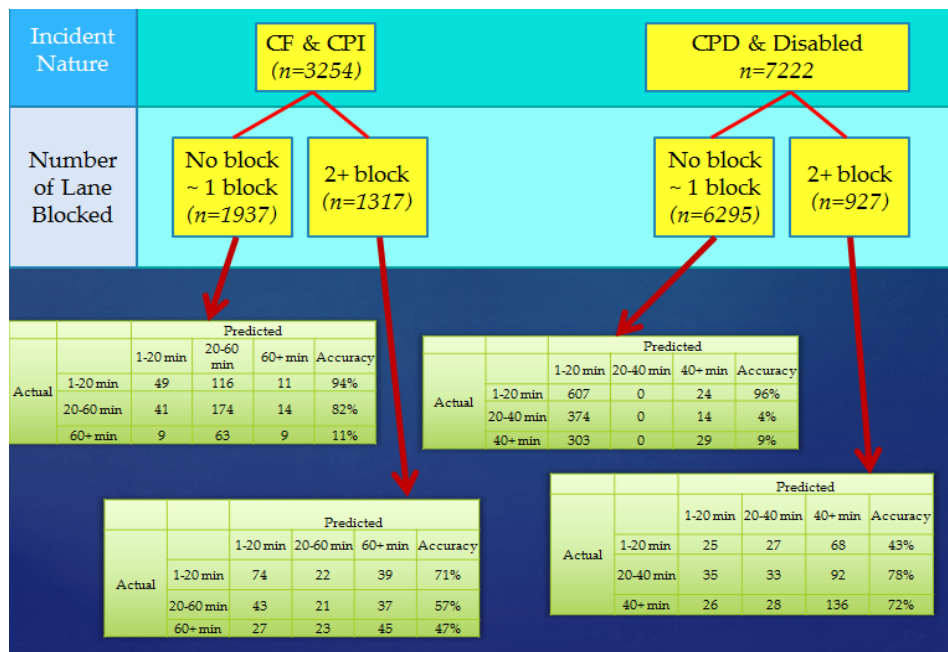 Incident
Nature
CF & CPI
(n=3254)
CPD & Disabled
n=7222
Number
of Lane
Blocked
No block
~ 1 block
(n=1937)
2+ block
(n=1317)
No block
~ 1 block
(n=6295)
2+ block
(n=927)
Predicted
1-20 min 20-60 min 60+ min Accuracy
Actual
1-20 min 49 116 11 94%
20-60 min 41 174 14 82%
60+ min 9 63 9 11%
Predicted
1-20 min 20-40 min 40+ min Accuracy
Actual
1-20 min 607 0 24 96%
20-40 min 374 0 14 4%
40+ min 303 0 29 9%
Predicted
1-20 min 20-60 min 60+ min Accuracy
Actual
1-20 min 74 22 39 71%
20-60 min 43 21 37 57%
60+ min 27 23 45 47%
Predicted
1-20 min 20-40 min 40+ min Accuracy
Actual
1-20 min 25 27 68 43%
20-40 min 35 33 92 78%
40+ min 26 28 136 72%